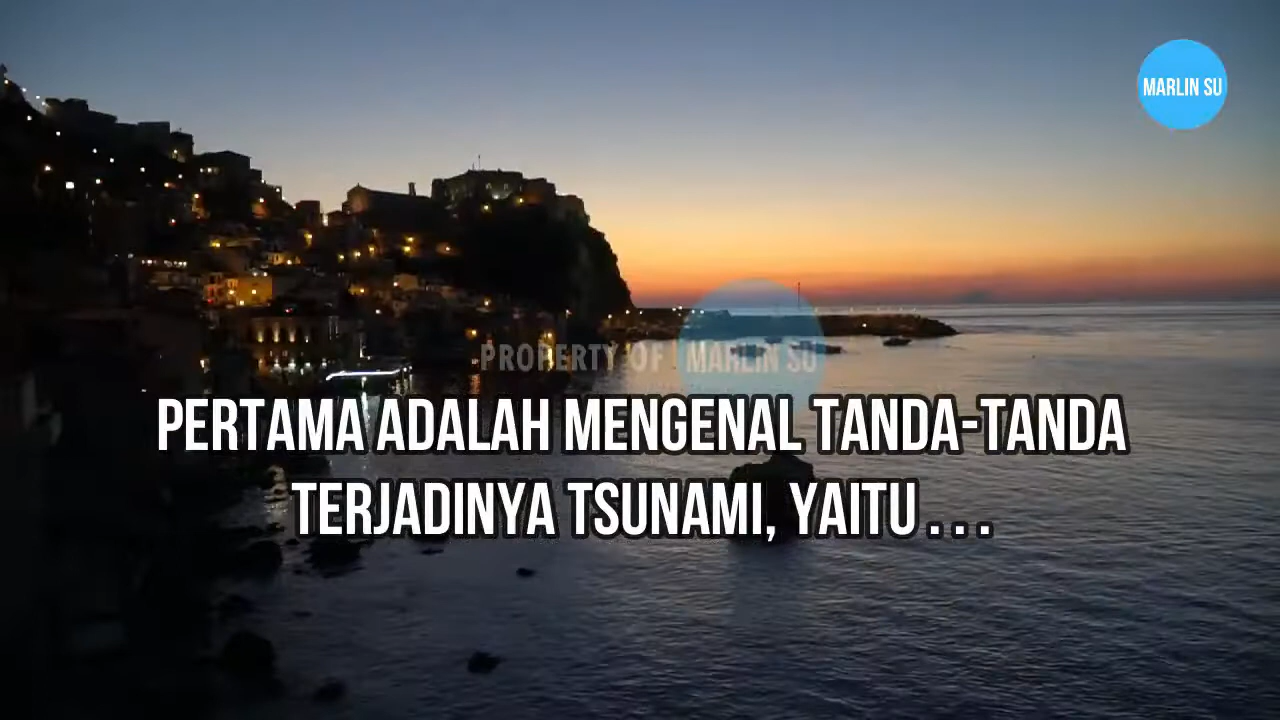 MARLIN SU
PROPERTY OF MARLIN SU
PERTAMA ADALAH MENGENAL TANDA-TANDA
TERJADINYA TSUNAMI, YAITU . . .